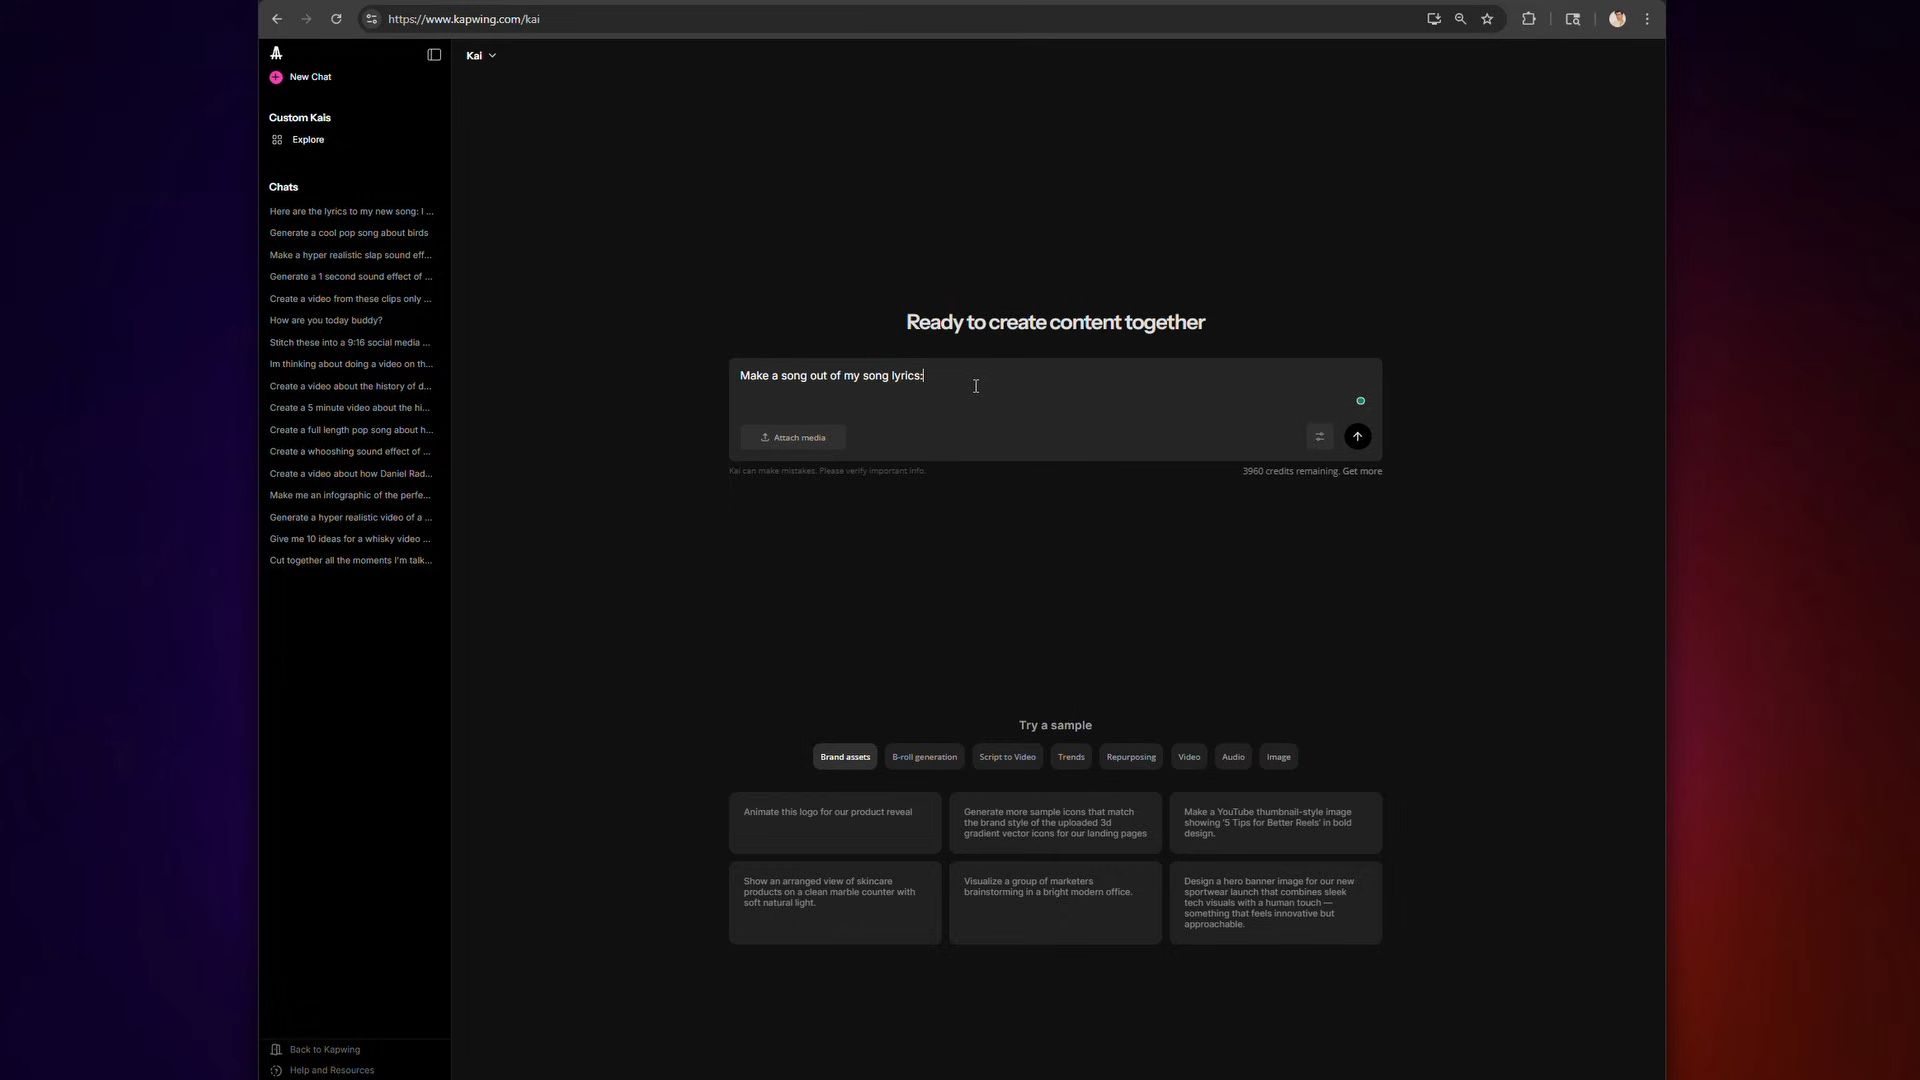 https://www.kapwing.com/kai
New Chat
Custom Kais
Explore
Chats
Here are the lyrics to my new song: I ...
Generate a cool pop song about birds
Make a hyper realistic slap sound eff...
Generate a 1 second sound effect of ...
Create a video from these clips only ...
How are you today buddy?
Stitch these into a 9:16 social media ...
Im thinking about doing a video on th...
Create a video about the history of d...
Create a 5 minute video about the hi...
Create a full length pop song about h...
Create a whooshing sound effect of ...
Create a video about how Daniel Rad...
Make me an infographic of the perfe...
Generate a hyper realistic video of a ...
Give me 10 ideas for a whisky video ...
Cut together all the moments I'm talk...
Back to Kapwing
Help and Resources
Kai
Ready to create content together
Make a song out of my song lyrics:
Attach media
Kai can make mistakes. Please verify important info.
3960 credits remaining. Get more
Try a sample
Brand assets
B-roll generation
Script to Video
Trends
Repurposing
Video
Audio
Image
Animate this logo for our product reveal
Generate more sample icons that match
the brand style of the uploaded 3d
gradient vector icons for our landing pages
Make a YouTube thumbnail-style image
showing '5 Tips for Better Reels' in bold
design.
Show an arranged view of skincare
products on a clean marble counter with
soft natural light.
Visualize a group of marketers
brainstorming in a bright modern office.
Design a hero banner image for our new
sportwear launch that combines sleek
tech visuals with a human touch —
something that feels innovative but
approachable.